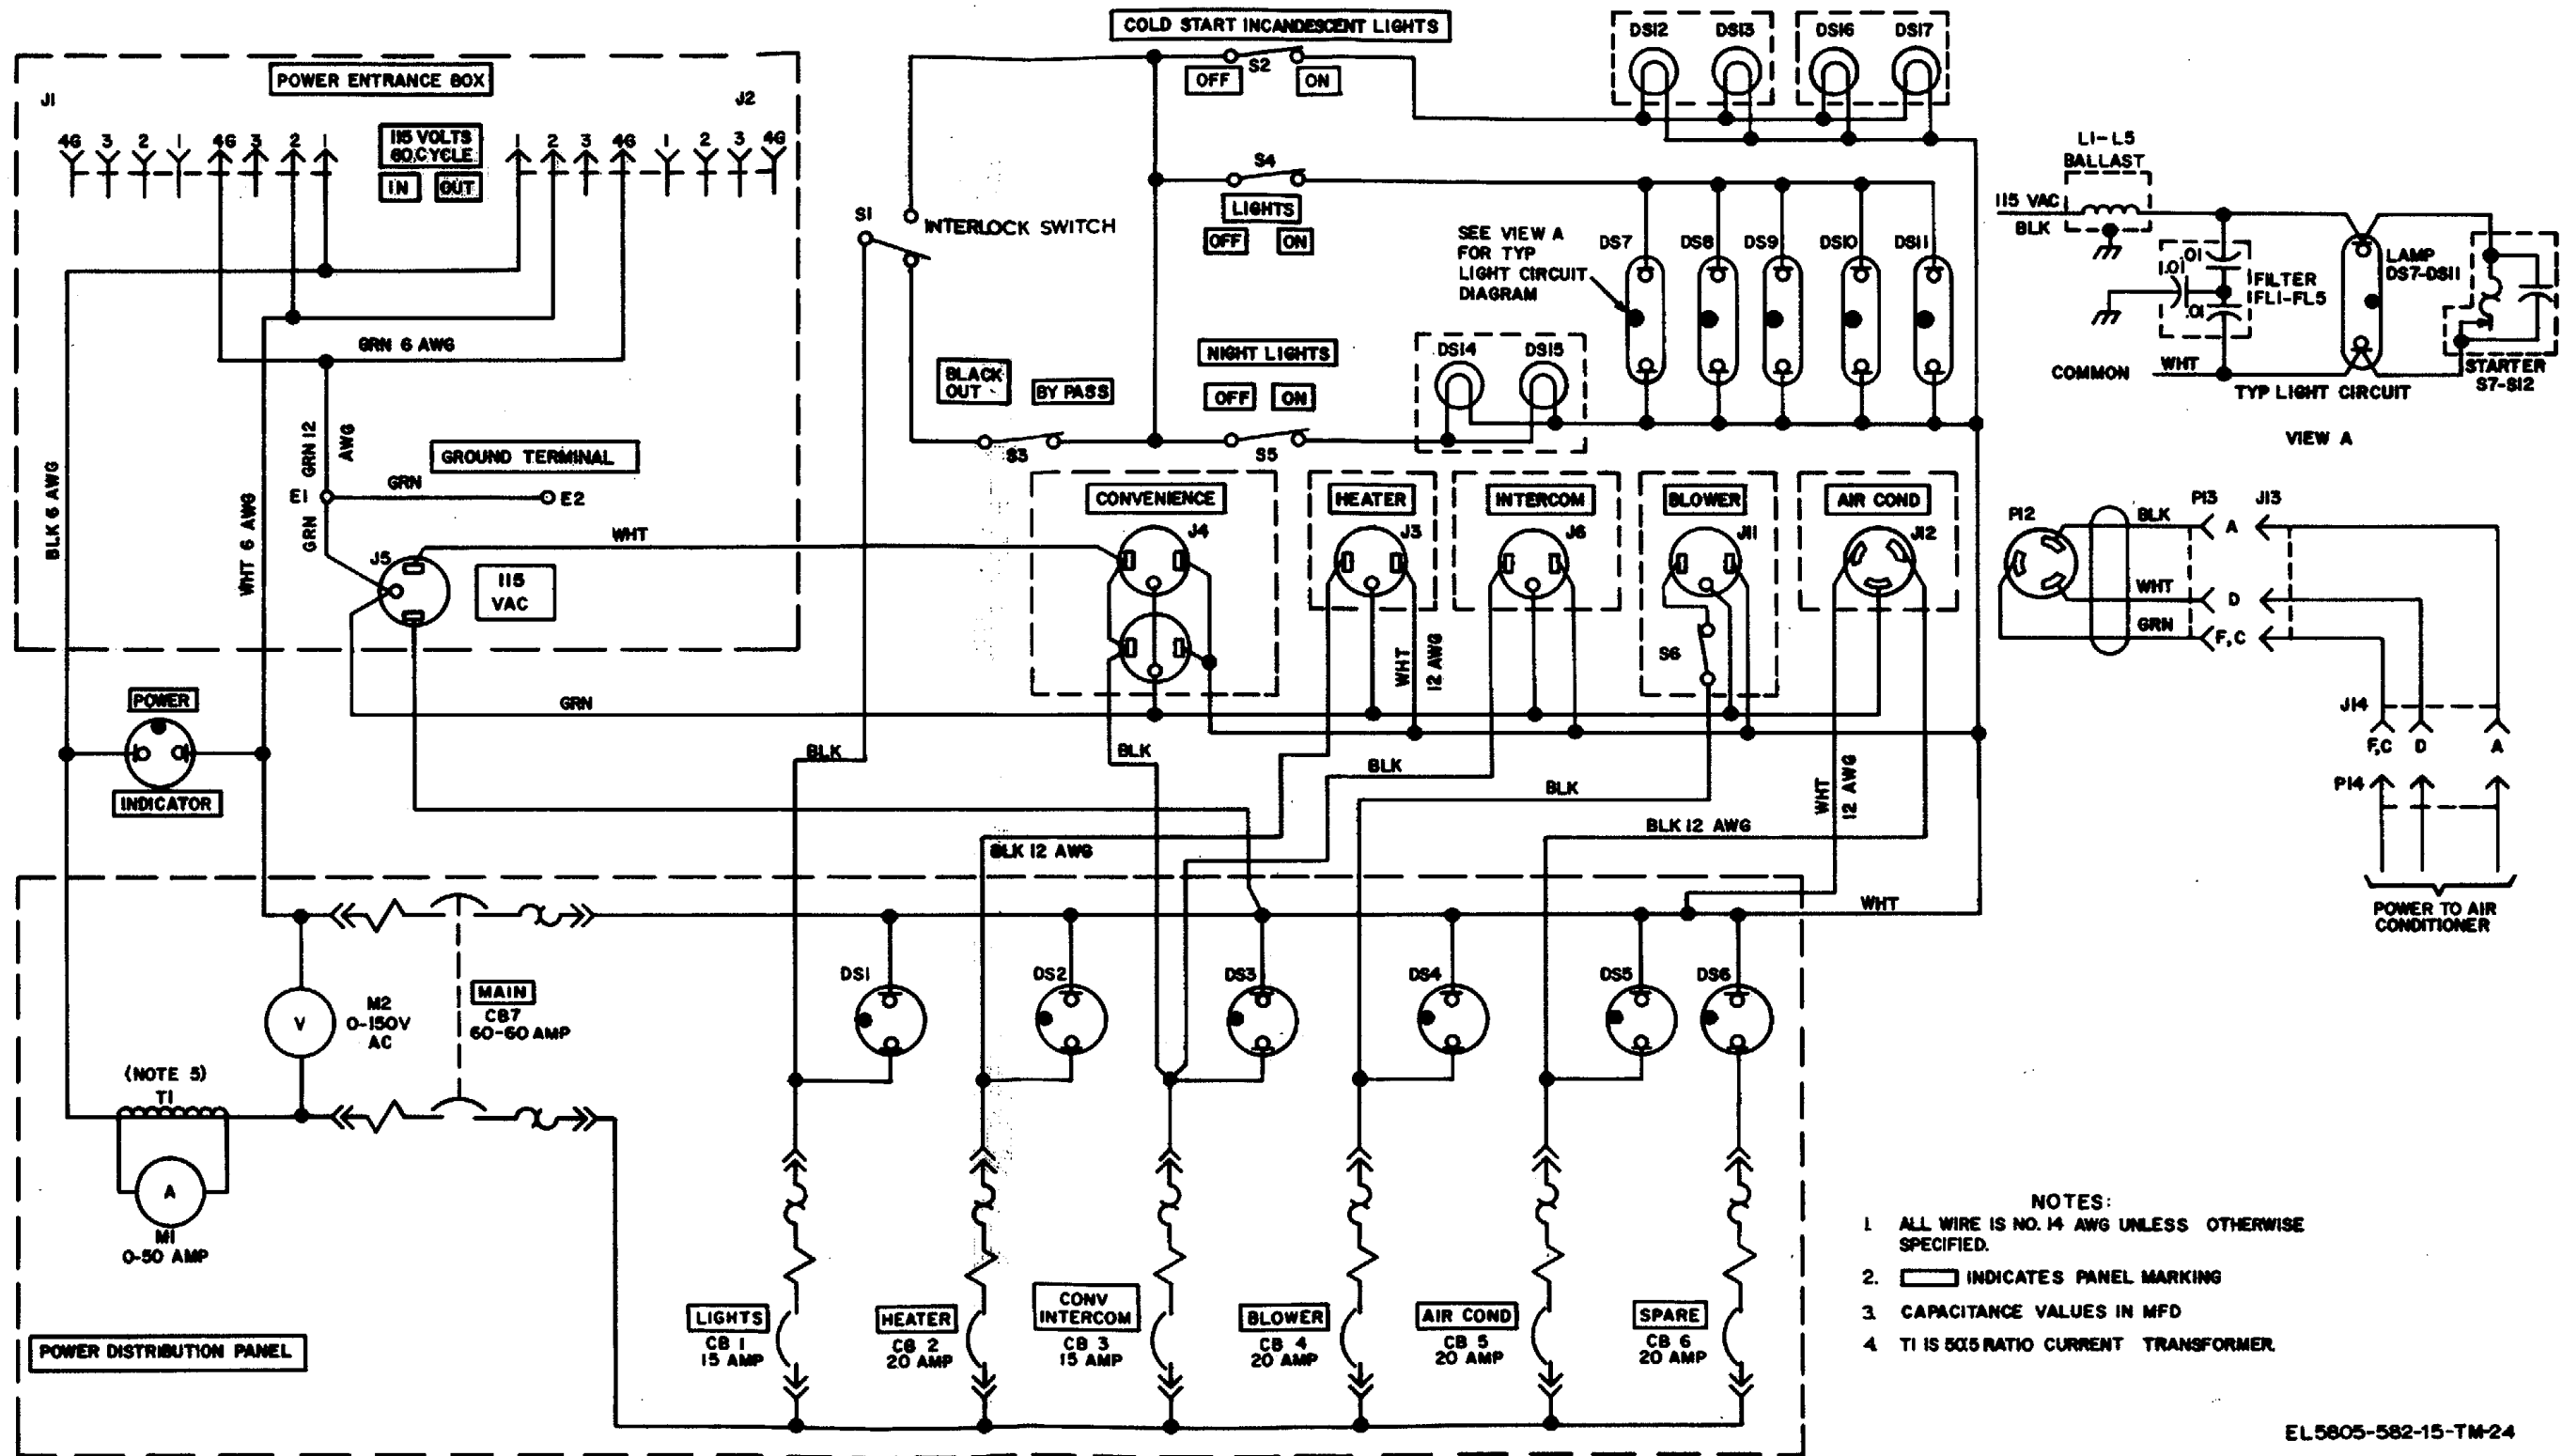 COLD START INCANDESCENT LIGHTS
OFF
S2
ON
DS12
DS13
DS16
DS17
POWER ENTRANCE BOX
J1
J2
4G 3 2 1 4G 3 2 1
115 VOLTS
60 CYCLE
IN
OUT
1 2 3 4G 1 2 3 4G
S4
LIGHTS
OFF
ON
S1
INTERLOCK SWITCH
SEE VIEW A
FOR TYP
LIGHT CIRCUIT
DIAGRAM
DS7
DS8
DS9
DS10
DS11
L1-L5
BALLAST
115 VAC
BLK
.01
.01
.01
FILTER
FL1-FL5
LAMP
DS7-DS11
STARTER
S7-S12
COMMON
WHT
TYP LIGHT CIRCUIT
VIEW A
GRN 6 AWG
BLACK
OUT
BY PASS
NIGHT LIGHTS
OFF
ON
DS14
DS15
S3
S5
BLK 6 AWG
WHT 6 AWG
GRN 12
AWG
GROUND TERMINAL
E1
GRN
E2
GRN
WHT
J5
115
VAC
CONVENIENCE
J4
HEATER
J3
WHT
12 AWG
INTERCOM
J6
BLOWER
J11
S6
AIR COND
J12
P12
BLK
WHT
GRN
P13
J13
A
D
F,C
J14
F,C
D
A
P14
POWER TO AIR
CONDITIONER
POWER
INDICATOR
GRN
BLK
BLK
BLK
BLK
BLK 12 AWG
BLK 12 AWG
WHT
12 AWG
WHT
V
M2
0-150V
AC
MAIN
CB7
60-60 AMP
(NOTE 5)
T1
A
M1
0-50 AMP
DS1
DS2
DS3
DS4
DS5
DS6
LIGHTS
CB 1
15 AMP
HEATER
CB 2
20 AMP
CONV
INTERCOM
CB 3
15 AMP
BLOWER
CB 4
20 AMP
AIR COND
CB 5
20 AMP
SPARE
CB 6
20 AMP
POWER DISTRIBUTION PANEL
NOTES:
1. ALL WIRE IS NO. 14 AWG UNLESS OTHERWISE
SPECIFIED.
2. INDICATES PANEL MARKING
3. CAPACITANCE VALUES IN MFD
4. T1 IS 50:5 RATIO CURRENT TRANSFORMER.
EL5805-582-15-TM-24